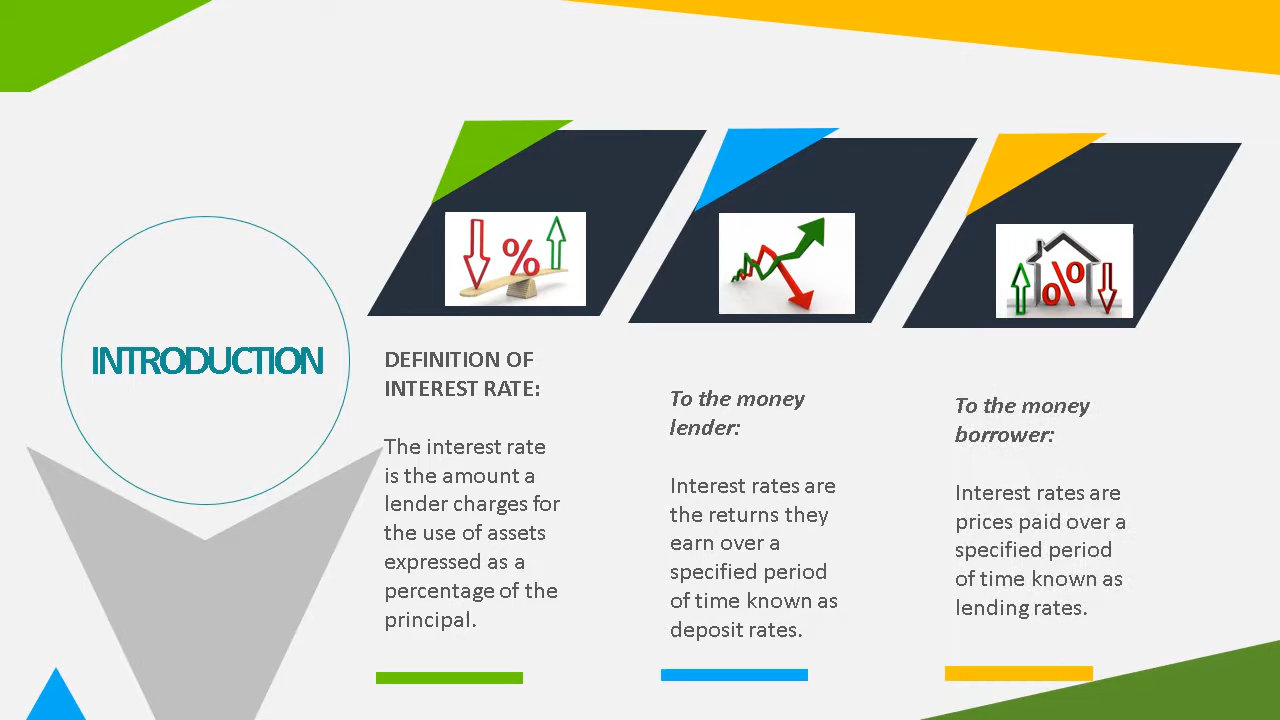 INTRODUCTION
DEFINITION OF
INTEREST RATE:
The interest rate
is the amount a
lender charges for
the use of assets
expressed as a
percentage of the
principal.
%
To the money
lender:
Interest rates are
the returns they
earn over a
specified period
of time known as
deposit rates.
%
To the money
borrower:
Interest rates are
prices paid over a
specified period
of time known as
lending rates.